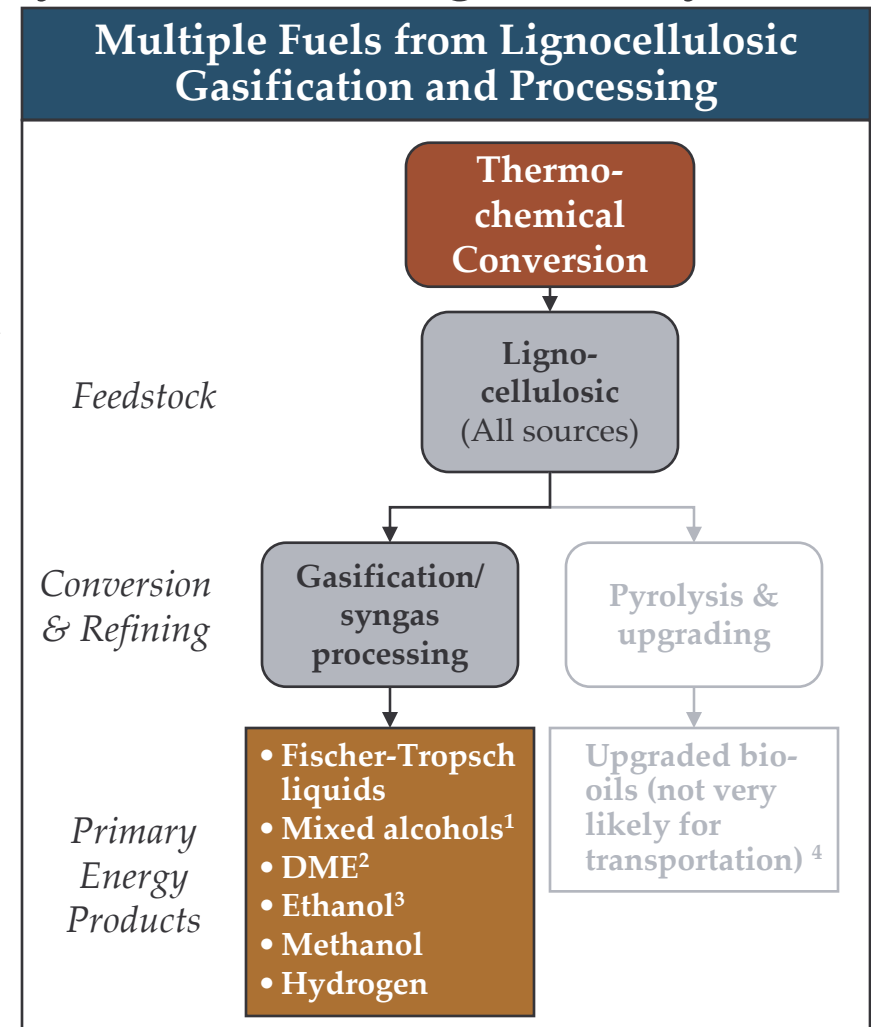 Multiple Fuels from Lignocellulosic
Gasification and Processing
Thermo-
chemical
Conversion
Feedstock
Ligno-
cellulosic
(All sources)
Conversion
& Refining
Gasification/
syngas
processing
Pyrolysis &
upgrading
Primary
Energy
Products
• Fischer-Tropsch
liquids
• Mixed alcohols¹
• DME²
• Ethanol³
• Methanol
• Hydrogen
Upgraded bio-
oils (not very
likely for
transportation) ⁴